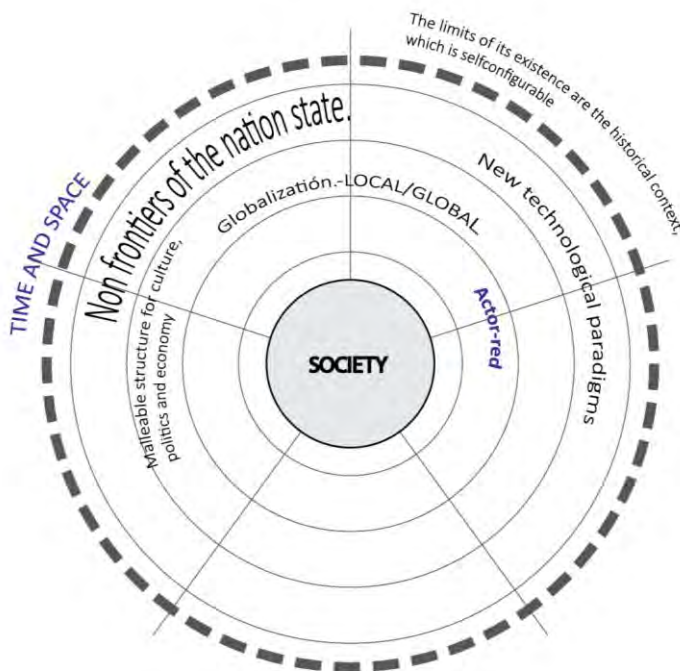 The limits of its existence are the historical context,
which is selfconfigurable
TIME AND SPACE
Non frontiers of the nation state.
Globalización.-LOCAL/GLOBAL
New technological paradigms
Malleable structure for culture,
politics and economy
Actor-red
SOCIETY